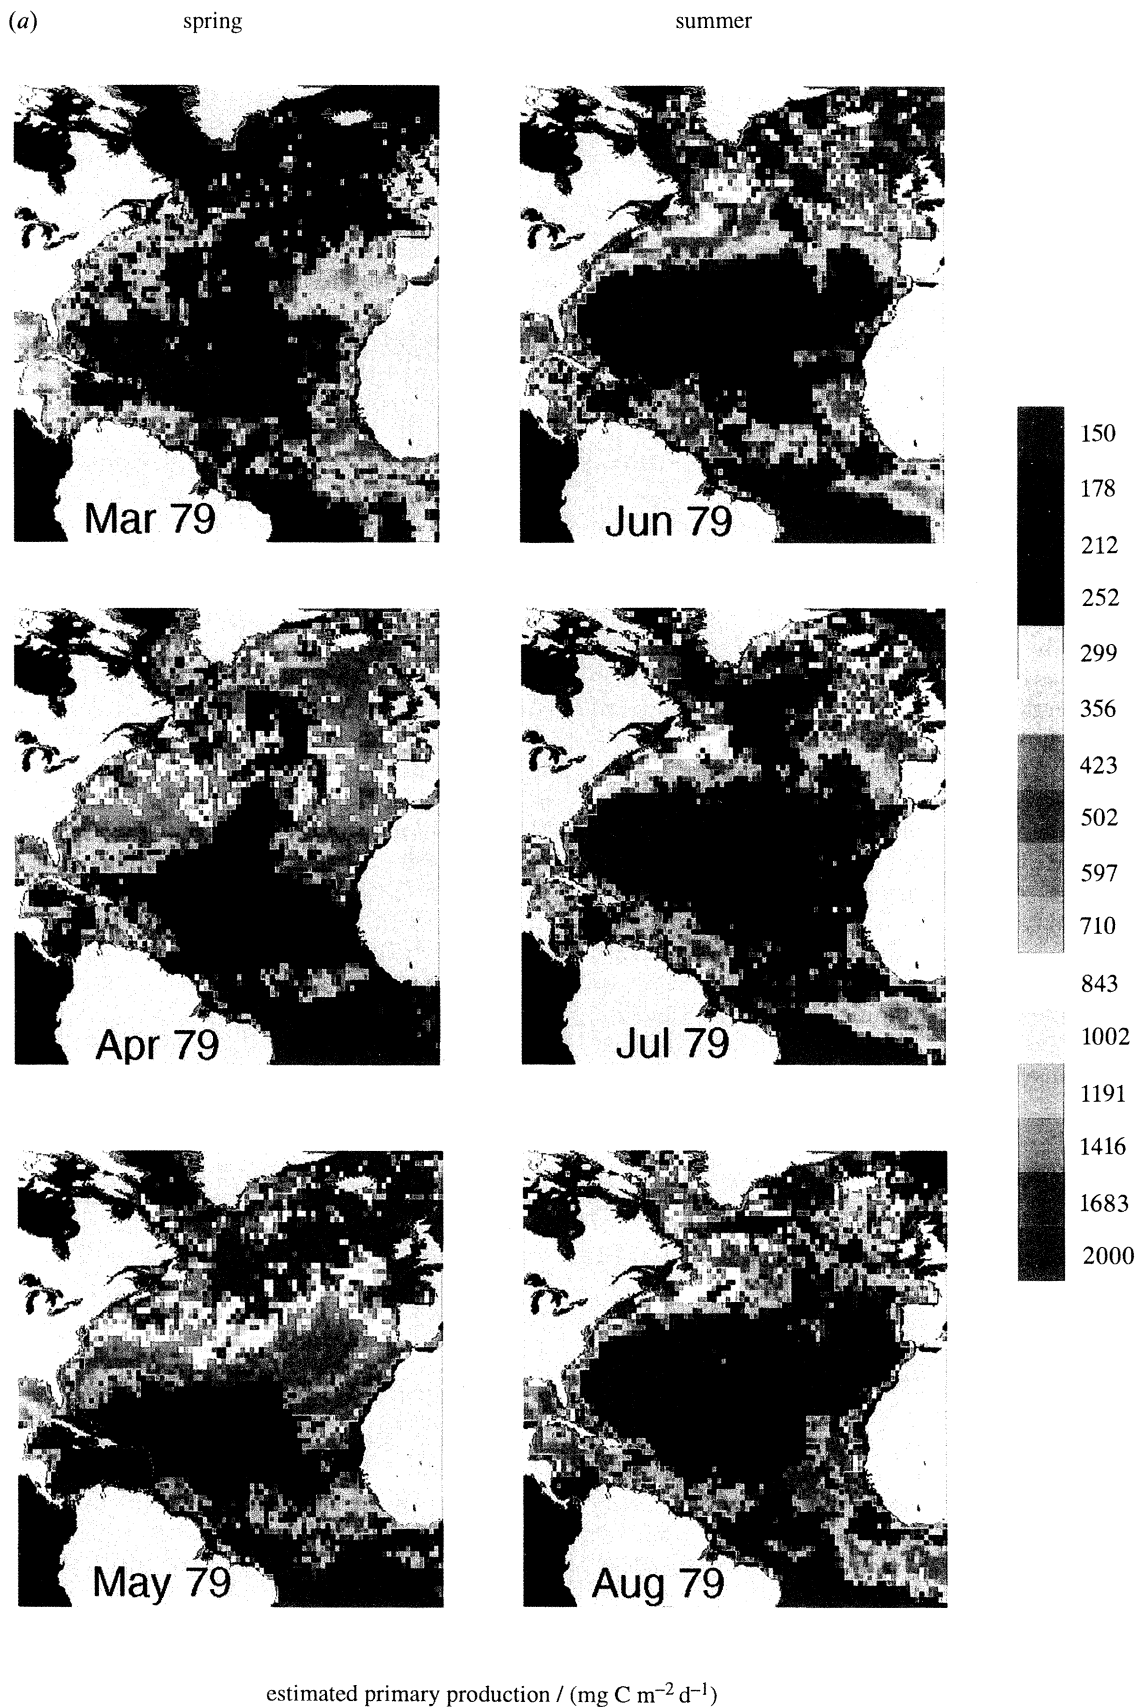 (a)
spring
summer
Mar 79
Jun 79
Apr 79
Jul 79
May 79
Aug 79
150
178
212
252
299
356
423
502
597
710
843
1002
1191
1416
1683
2000
estimated primary production / (mg C m⁻² d⁻¹)